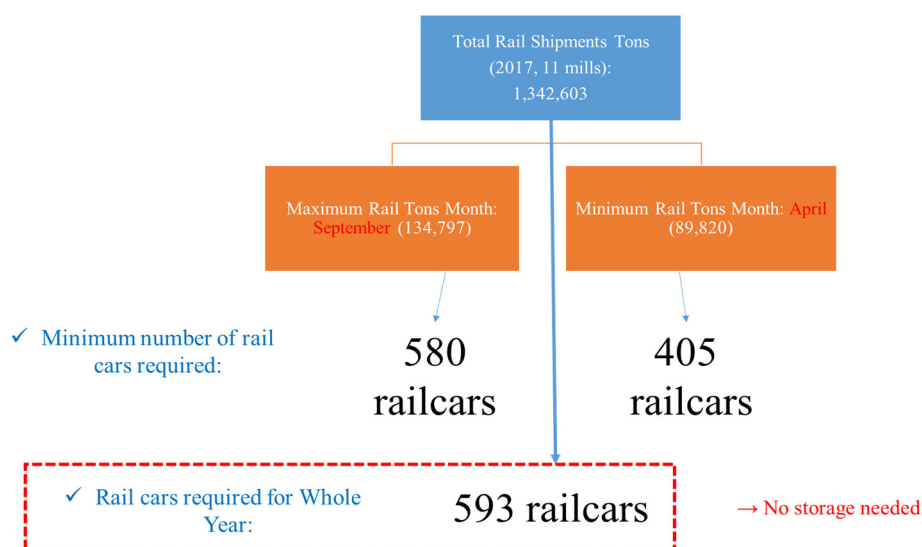 Total Rail Shipments Tons
(2017, 11 mills):
1,342,603
Maximum Rail Tons Month:
September (134,797)
Minimum Rail Tons Month: April
(89,820)
✓ Minimum number of rail
cars required:
580
railcars
405
railcars
✓ Rail cars required for Whole
Year:
593 railcars
→ No storage needed